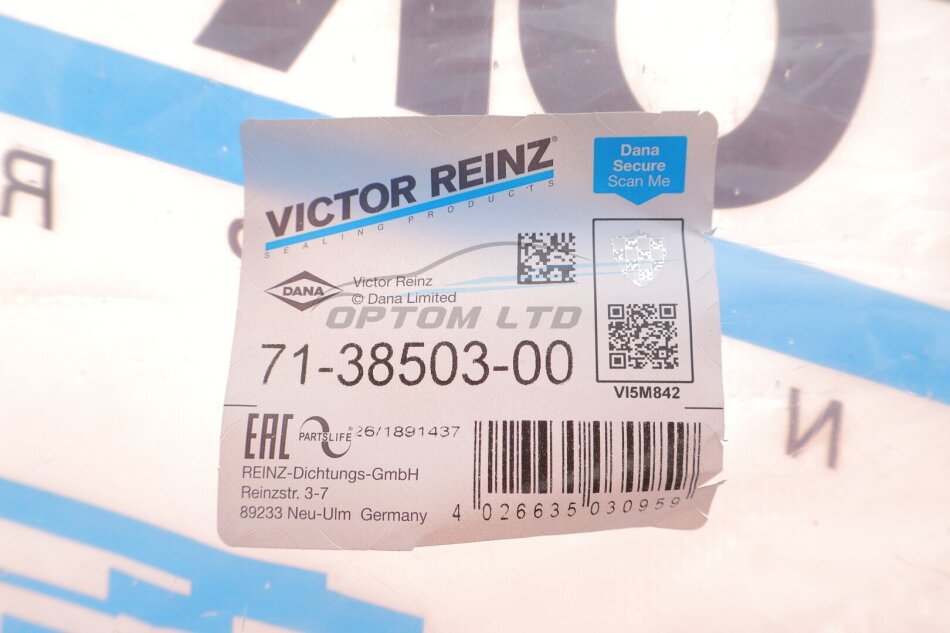 VICTOR REINZ®
SEALING PRODUCTS
Dana
Secure
Scan Me
DANA
Victor Reinz
© Dana Limited
OPTOM LTD
71-38503-00
VI5M842
EAC PARTSLIFE® 26/1891437
REINZ-Dichtungs-GmbH
Reinzstr. 3-7
89233 Neu-Ulm Germany
4 026635 030959